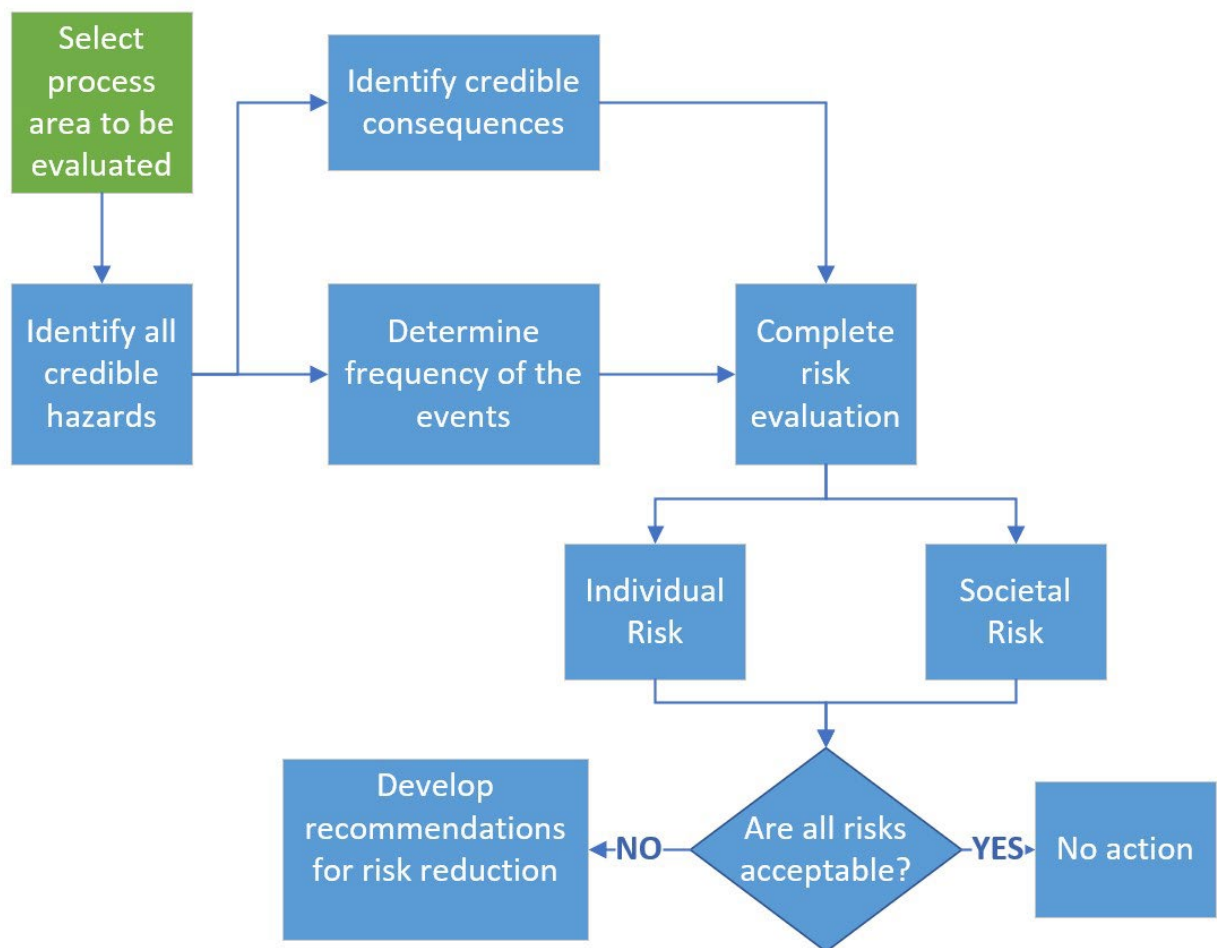 Select
process
area to be
evaluated
Identify credible
consequences
Identify all
credible
hazards
Determine
frequency of the
events
Complete
risk
evaluation
Individual
Risk
Societal
Risk
Develop
recommendations
for risk reduction
NO
Are all risks
acceptable?
YES
No action